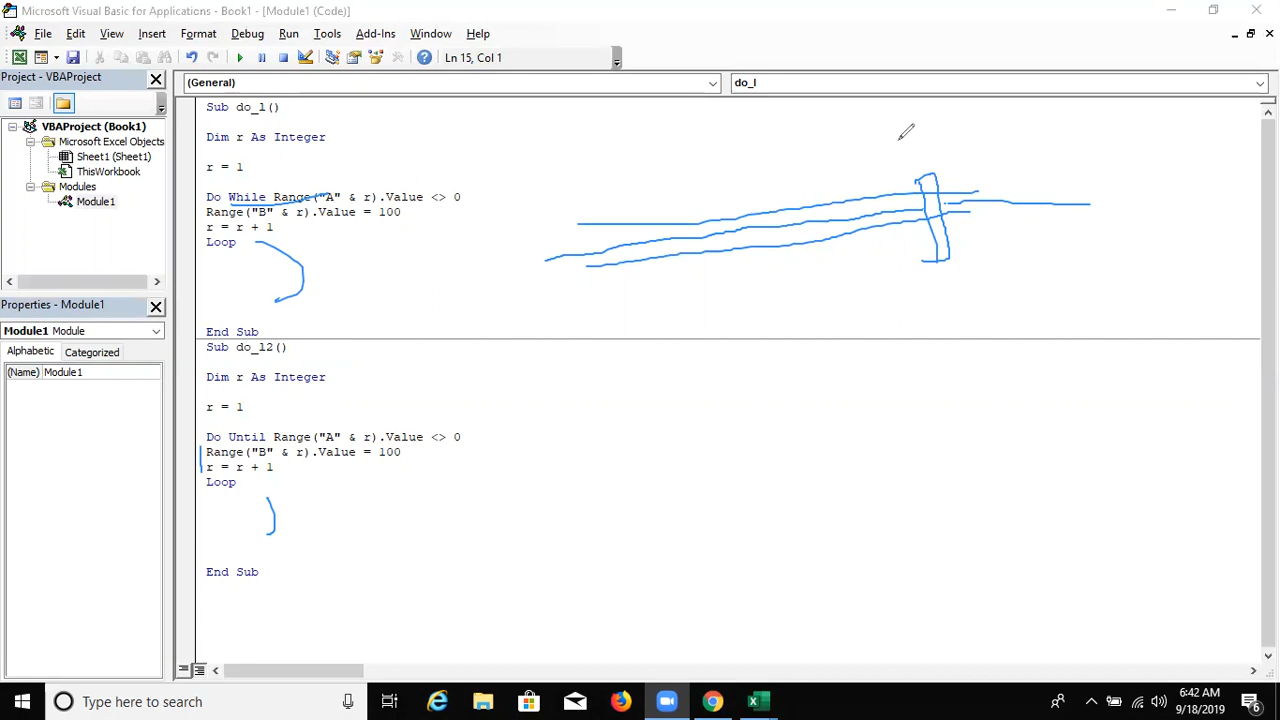 Microsoft Visual Basic for Applications - Book1 - [Module1 (Code)]
File Edit View Insert Format Debug Run Tools Add-Ins Window Help
Ln 15, Col 1
Project - VBAProject
(General)
do_l
VBAProject (Book1)
Microsoft Excel Objects
Sheet1 (Sheet1)
ThisWorkbook
Modules
Module1
Properties - Module1
Module1 Module
Alphabetic Categorized
(Name) Module1
Sub do_l()
Dim r As Integer
r = 1
Do While Range("A" & r).Value <> 0
Range("B" & r).Value = 100
r = r + 1
Loop
End Sub
Sub do_l2()
Dim r As Integer
r = 1
Do Until Range("A" & r).Value <> 0
Range("B" & r).Value = 100
r = r + 1
Loop
End Sub
Type here to search
6:42 AM
9/18/2019
6